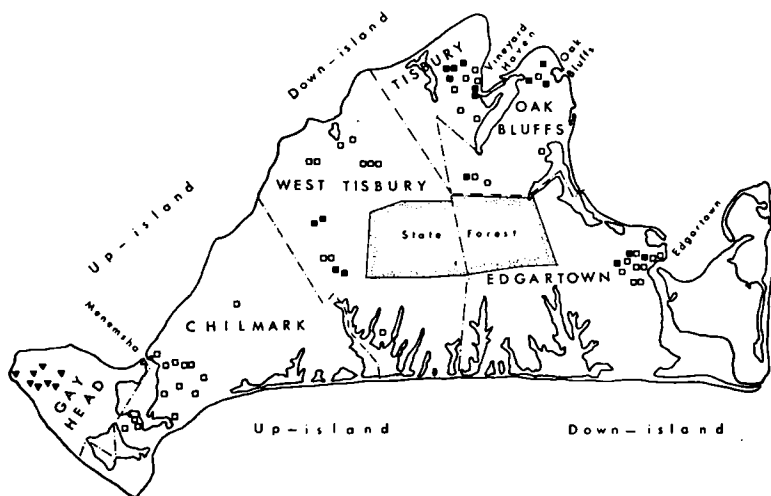 Down-island
TISBURY
Vineyard
Haven
Oak
Bluffs
OAK
BLUFFS
WEST TISBURY
Up-island
State Forest
Edgartown
EDGARTOWN
Menemsha
CHILMARK
GAY
HEAD
Up-island
Down-island